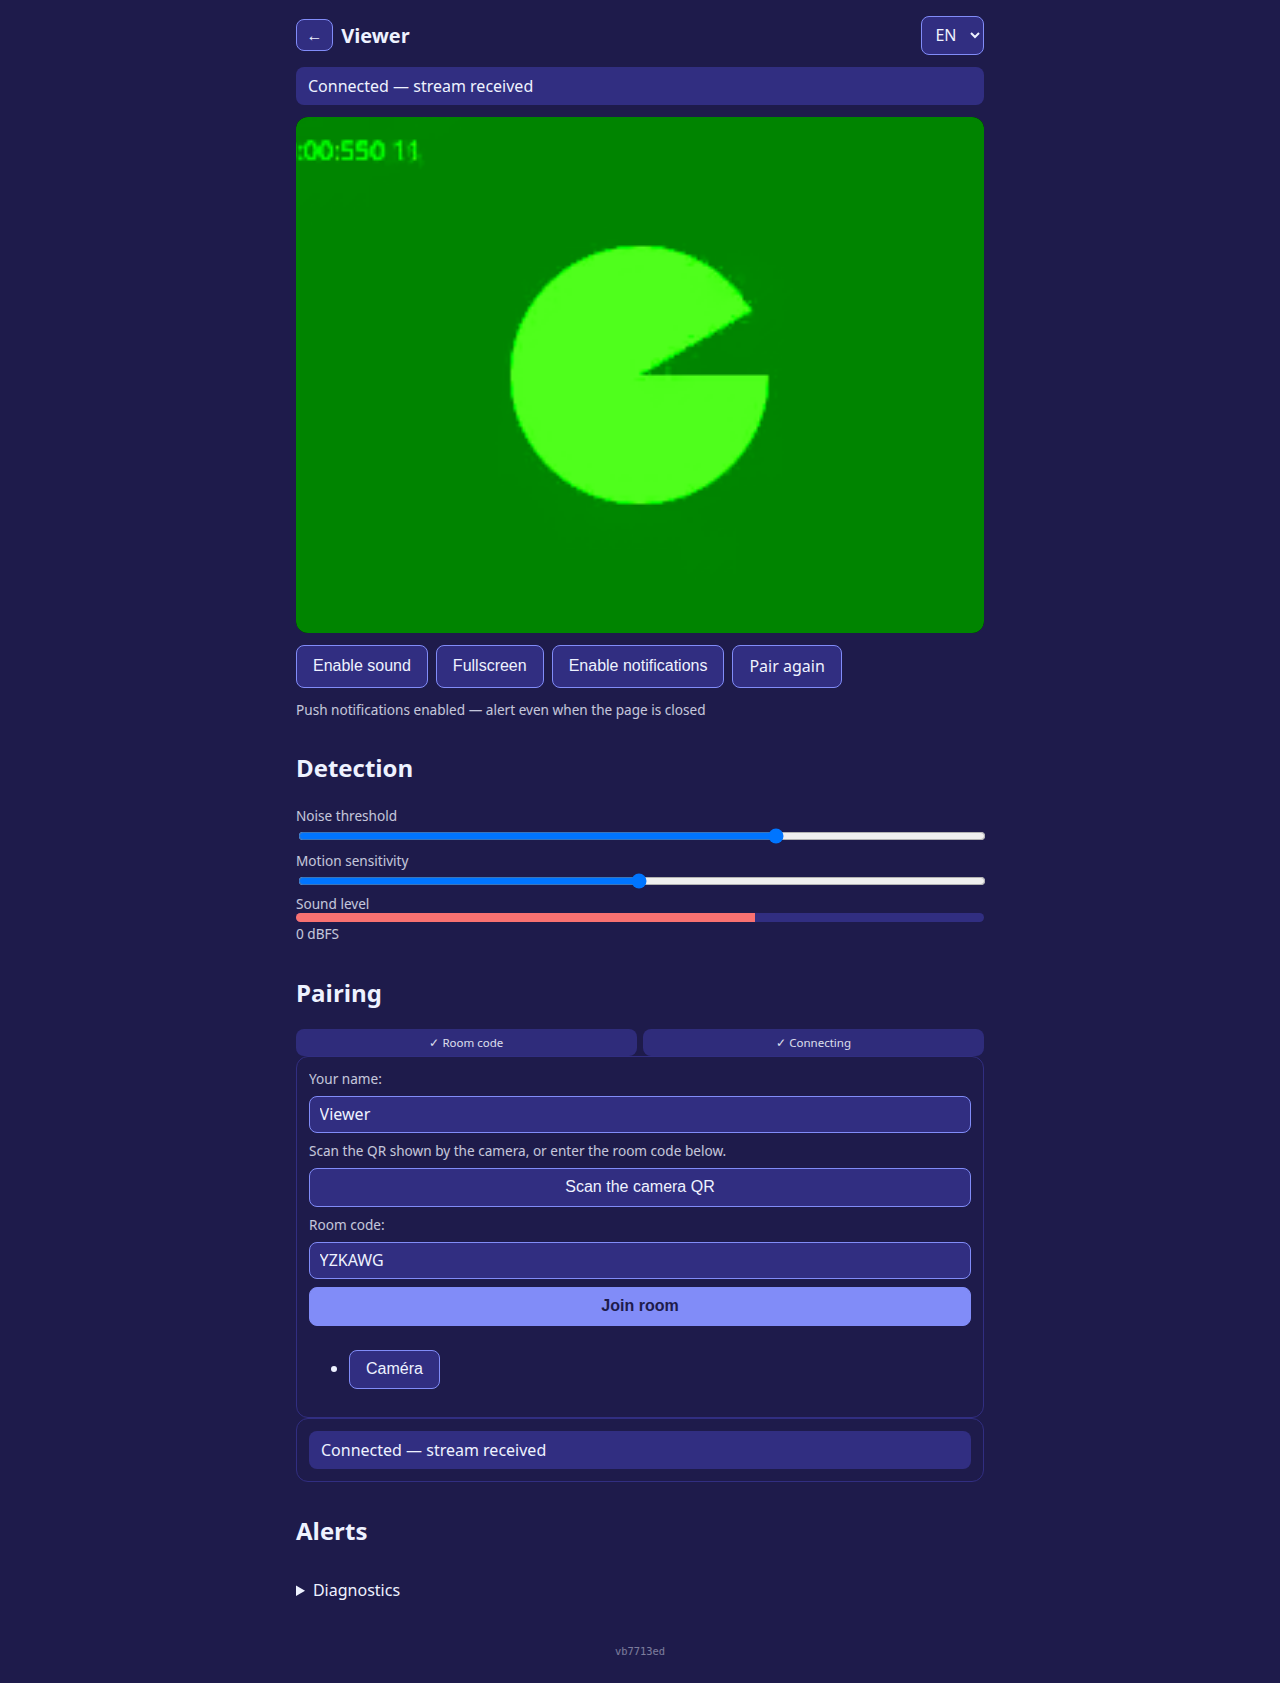 ← Viewer EN
Connected — stream received
:00:550 11
Enable sound Fullscreen Enable notifications Pair again
Push notifications enabled — alert even when the page is closed
Detection
Noise threshold
Motion sensitivity
Sound level
0 dBFS
Pairing
✓ Room code ✓ Connecting
Your name:
Viewer
Scan the QR shown by the camera, or enter the room code below.
Scan the camera QR
Room code:
YZKAWG
Join room
Caméra
Connected — stream received
Alerts
Diagnostics
vb7713ed